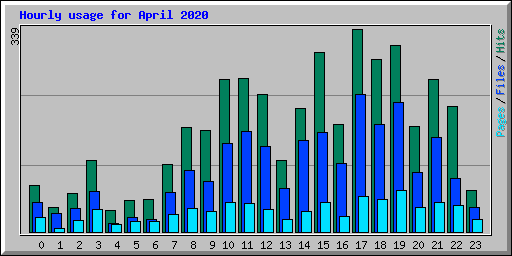 Hourly usage for April 2020
339
Pages / Files / Hits
0 1 2 3 4 5 6 7 8 9 10 11 12 13 14 15 16 17 18 19 20 21 22 23